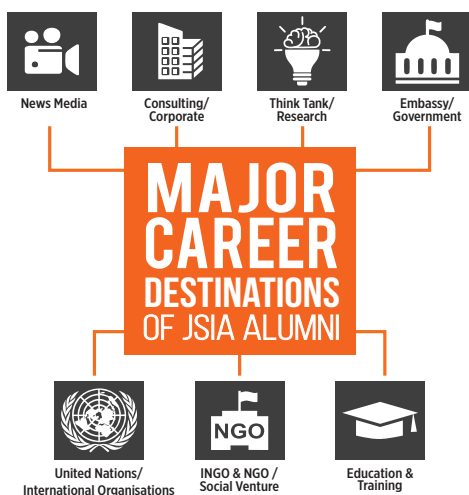 News Media
Consulting/
Corporate
Think Tank/
Research
Embassy/
Government
MAJOR
CAREER
DESTINATIONS
OF JSIA ALUMNI
NGO
United Nations/
International Organisations
INGO & NGO /
Social Venture
Education &
Training